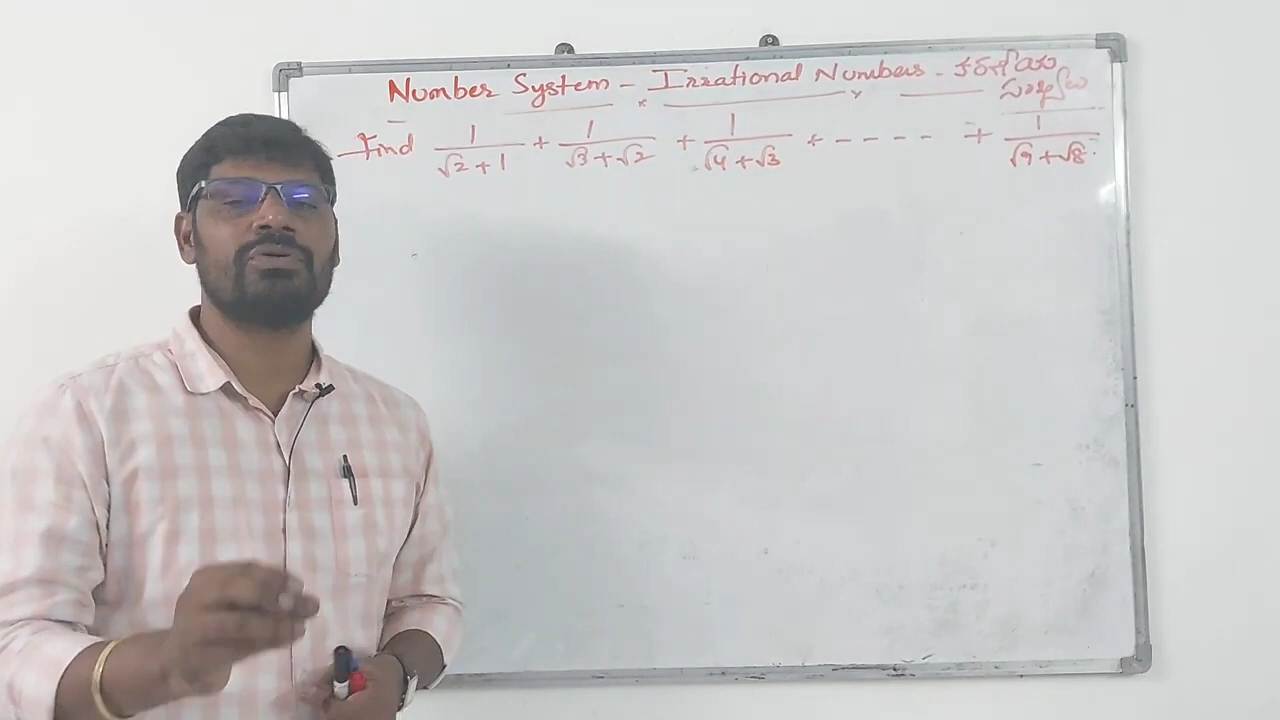 Number System - Irrational Numbers - కరణీయ
సంఖ్యలు
Find 1/(√2 + 1) + 1/(√3 + √2) + 1/(√4 + √3) + - - - - + 1/(√9 + √8)